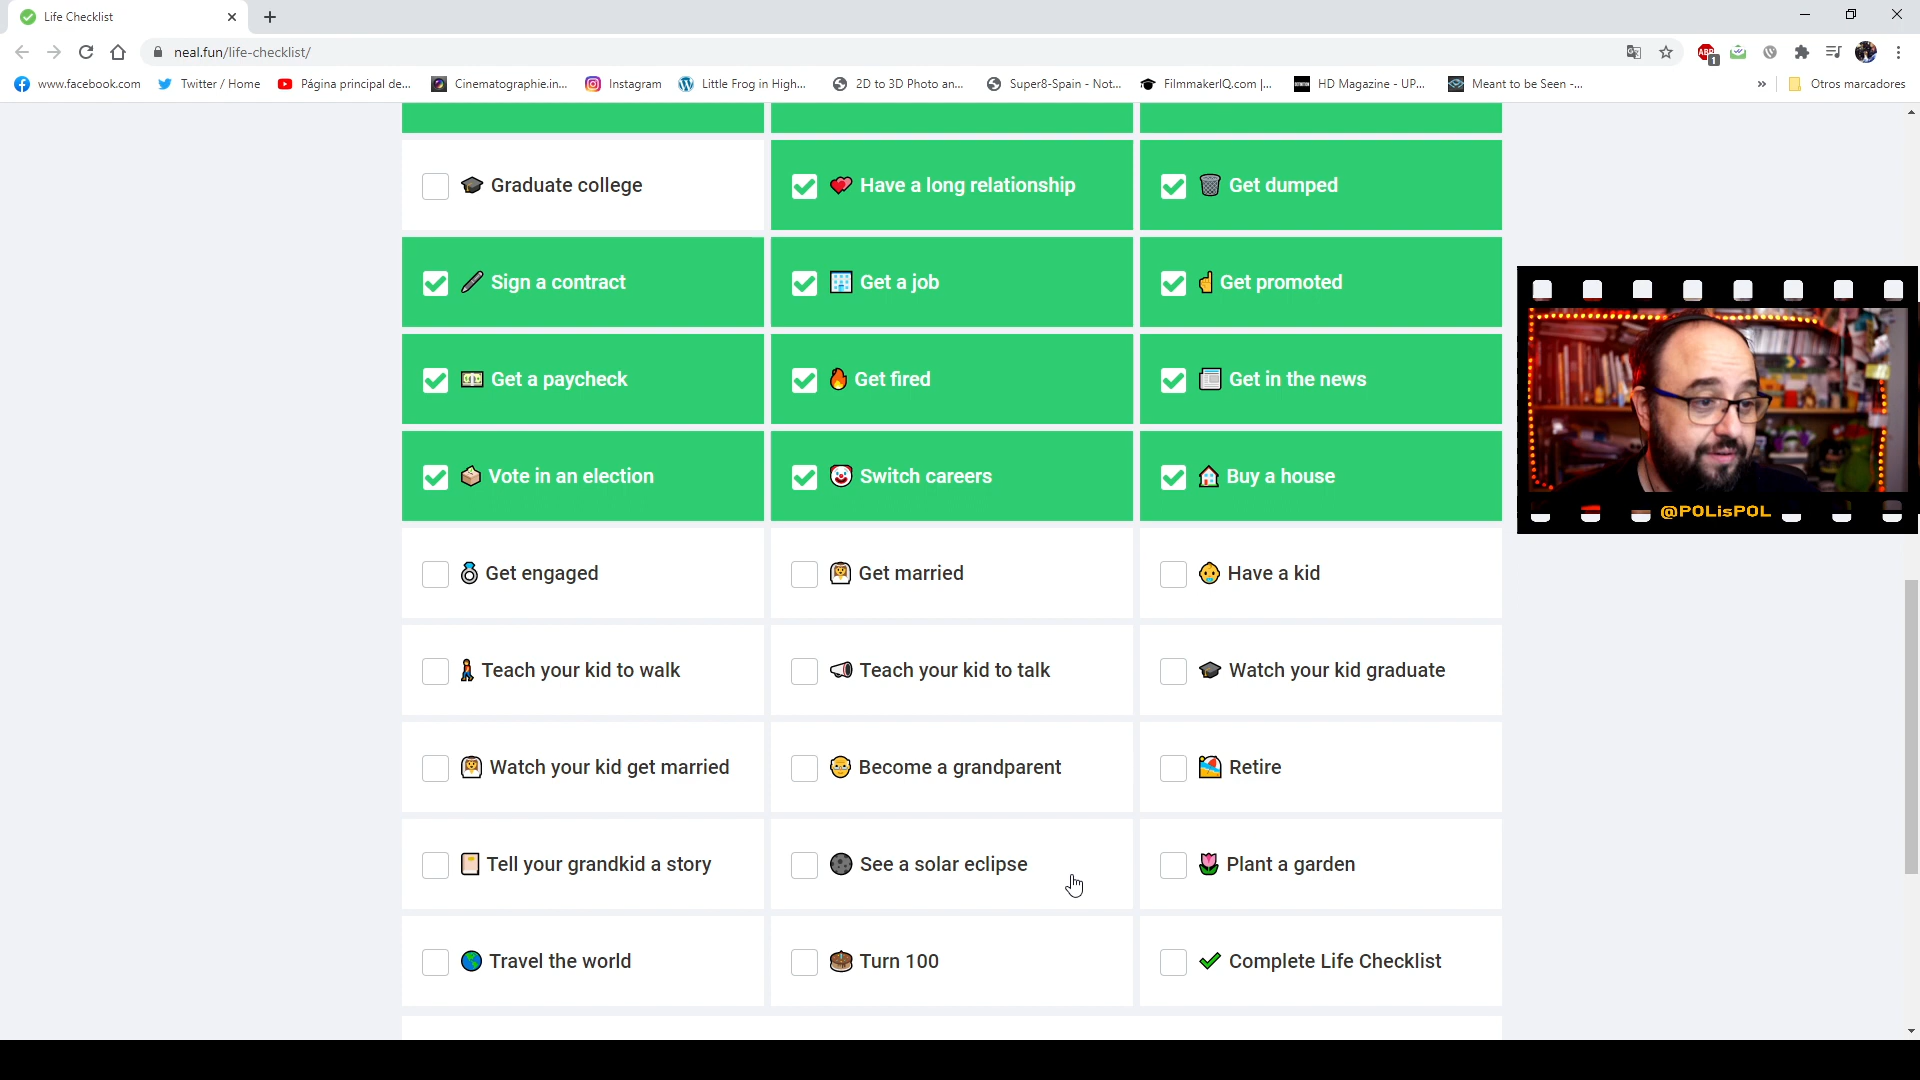 Life Checklist
neal.fun/life-checklist/
ABP
1
www.facebook.com
Twitter / Home
Página principal de...
Cinematographie.in...
Instagram
Little Frog in High...
2D to 3D Photo an...
Super8-Spain - Not...
FilmmakerIQ.com |...
HD Magazine - UP...
Meant to be Seen -...
»
Otros marcadores
Graduate college
Have a long relationship
Get dumped
Sign a contract
Get a job
Get promoted
Get a paycheck
Get fired
Get in the news
Vote in an election
Switch careers
Buy a house
@POLisPOL
Get engaged
Get married
Have a kid
Teach your kid to walk
Teach your kid to talk
Watch your kid graduate
Watch your kid get married
Become a grandparent
Retire
Tell your grandkid a story
See a solar eclipse
Plant a garden
Travel the world
Turn 100
Complete Life Checklist